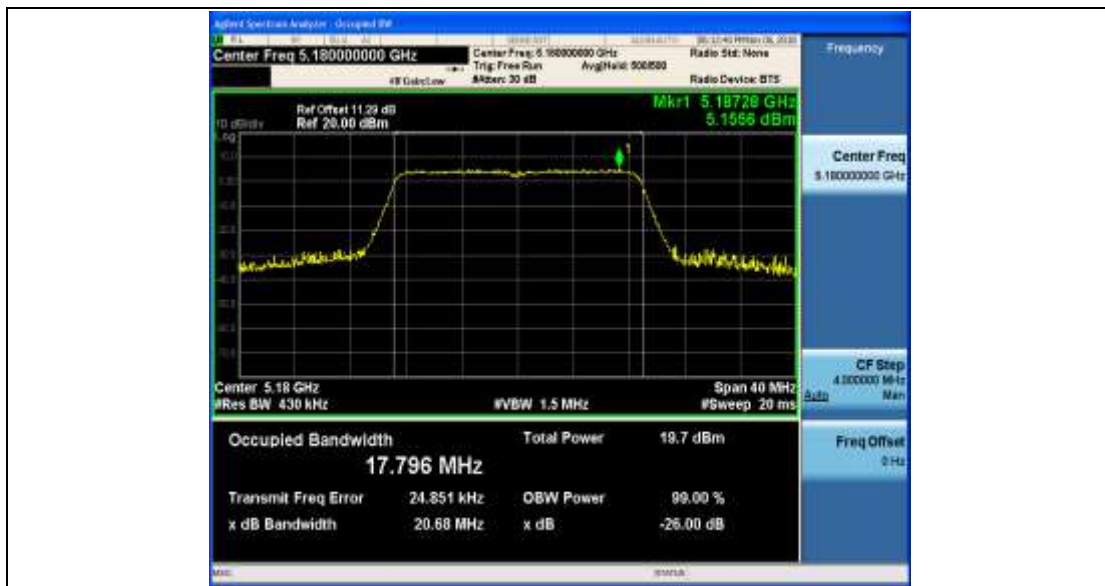 Agilent Spectrum Analyzer - Occupied BW
Center Freq 5.180000000 GHz
Center Freq: 5.180000000 GHz
Radio Std: None
Trig: Free Run
Avg|Hold: 500/500
#IFGain:Low
#Atten: 30 dB
Radio Device: BTS
Frequency
Ref Offset 11.29 dB
Mkr1 5.18728 GHz
10 dB/div
Ref 20.00 dBm
5.1556 dBm
Log
1
Center Freq
5.180000000 GHz
Center 5.18 GHz
Span 40 MHz
#Res BW 430 kHz
#VBW 1.5 MHz
#Sweep 20 ms
CF Step
4.000000 MHz
Auto
Man
Occupied Bandwidth
Total Power
19.7 dBm
17.796 MHz
Freq Offset
0 Hz
Transmit Freq Error
24.851 kHz
OBW Power
99.00 %
x dB Bandwidth
20.68 MHz
x dB
-26.00 dB
MSG
STATUS